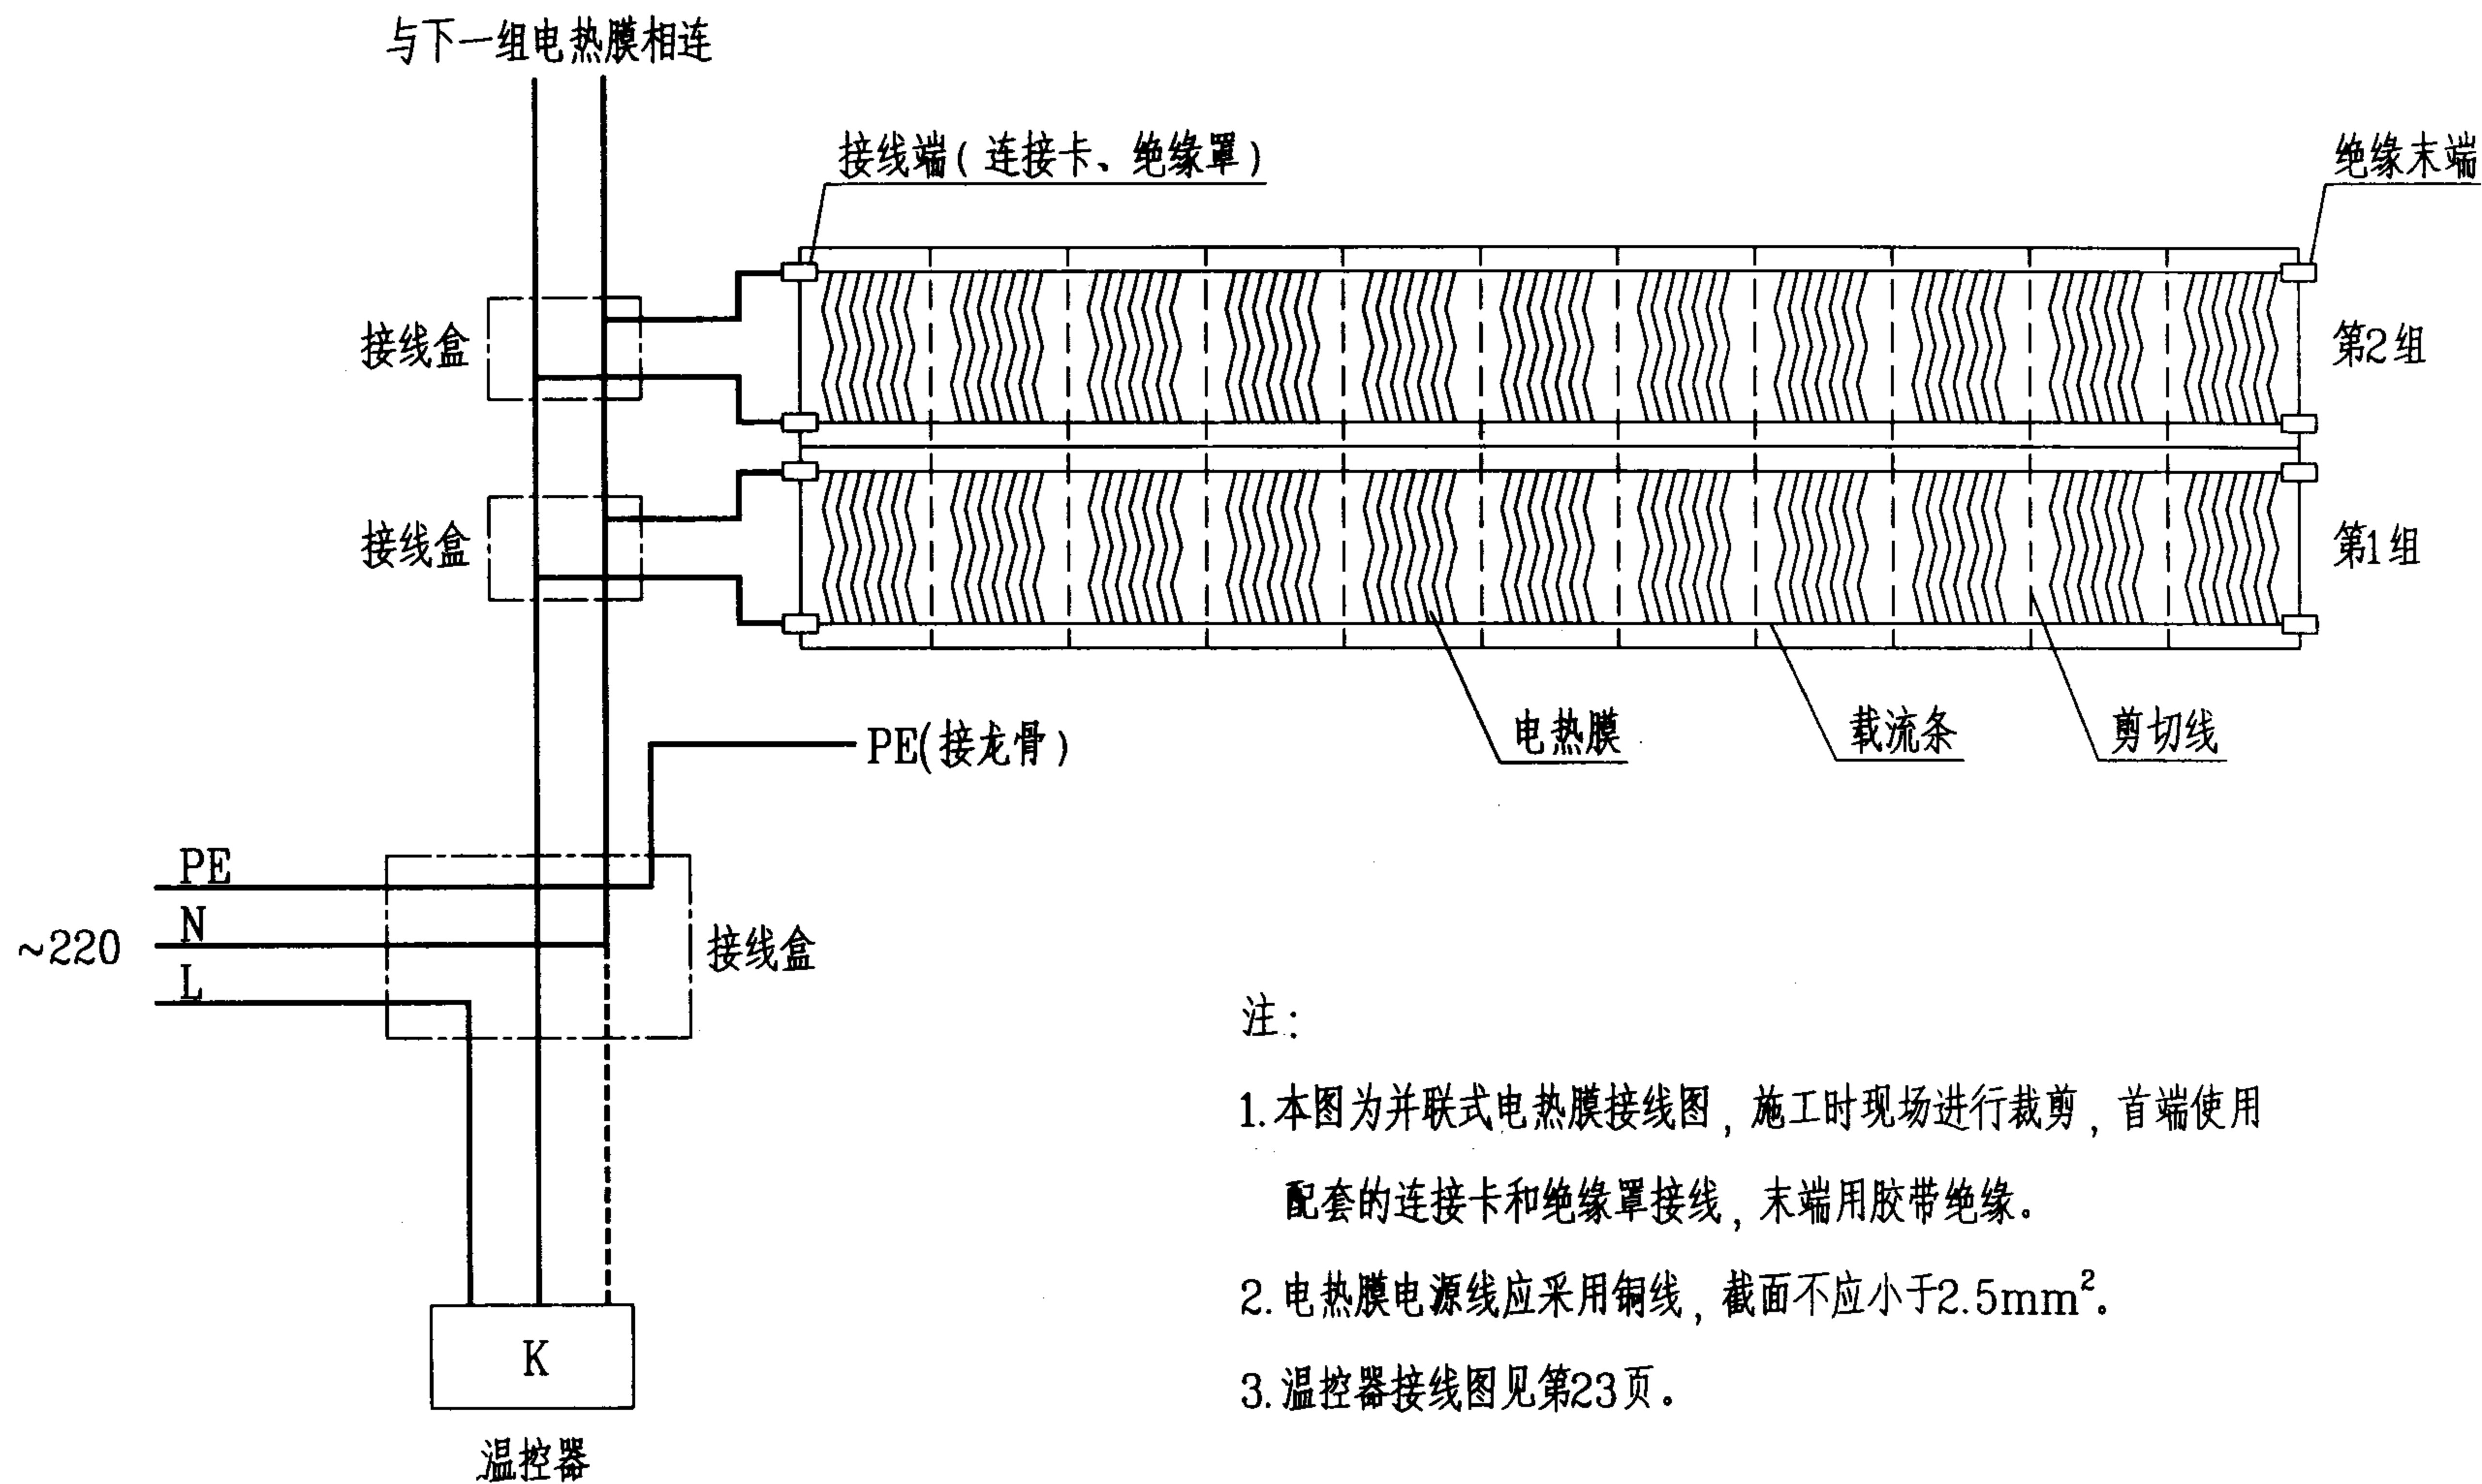 与下一组电热膜相连
接线端(连接卡、绝缘罩)
绝缘末端
接线盒
第2组
接线盒
第1组
电热膜
载流条
剪切线
PE(接龙骨)
PE
N
~220
L
接线盒
K
温控器
注:
1.本图为并联式电热膜接线图,施工时现场进行裁剪,首端使用
配套的连接卡和绝缘罩接线,末端用胶带绝缘。
2.电热膜电源线应采用铜线,截面不应小于2.5mm²。
3.温控器接线图见第23页。